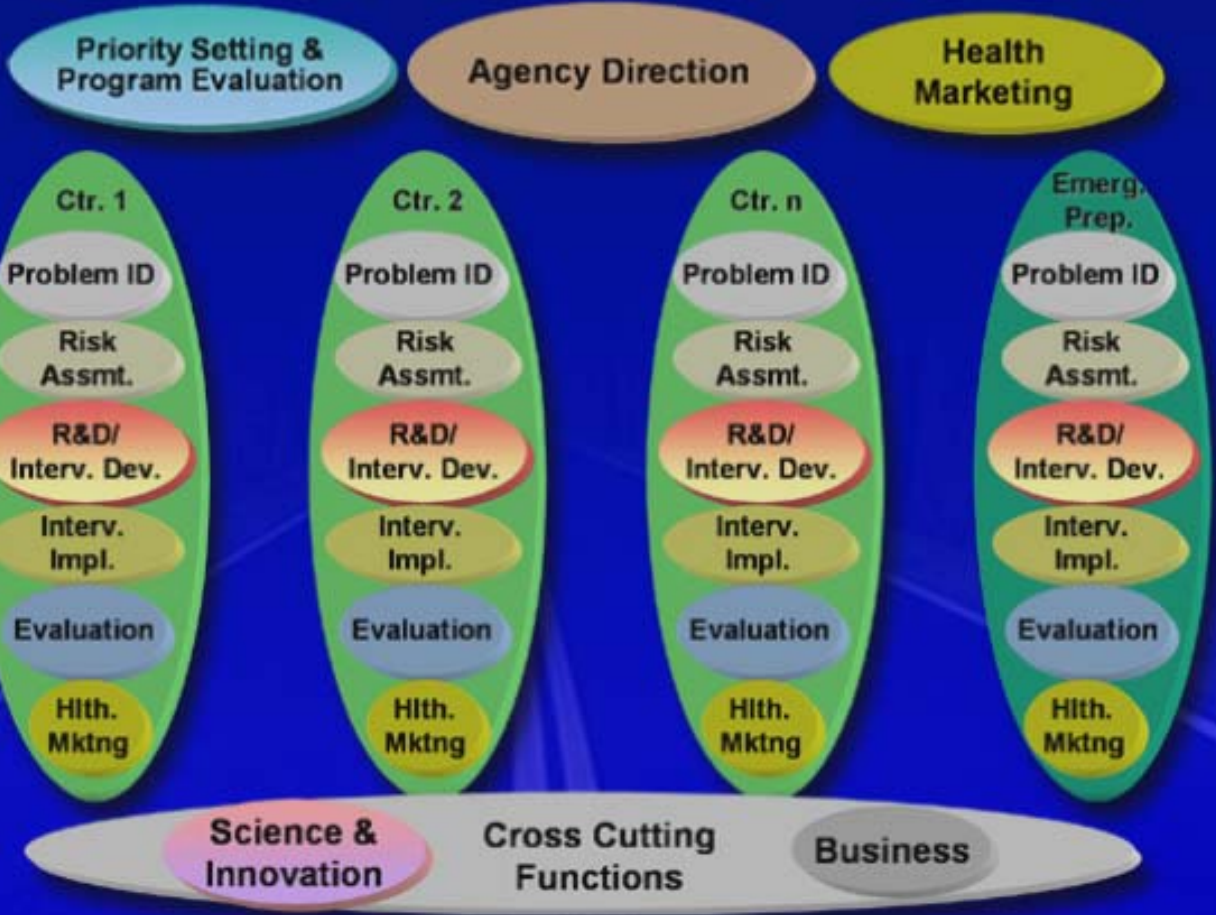 Priority Setting &
Program Evaluation
Agency Direction
Health
Marketing
Ctr. 1
Problem ID
Risk
Assmt.
R&D/
Interv. Dev.
Interv.
Impl.
Evaluation
Hlth.
Mktng
Ctr. 2
Problem ID
Risk
Assmt.
R&D/
Interv. Dev.
Interv.
Impl.
Evaluation
Hlth.
Mktng
Ctr. n
Problem ID
Risk
Assmt.
R&D/
Interv. Dev.
Interv.
Impl.
Evaluation
Hlth.
Mktng
Emerg.
Prep.
Problem ID
Risk
Assmt.
R&D/
Interv. Dev.
Interv.
Impl.
Evaluation
Hlth.
Mktng
Science &
Innovation
Cross Cutting
Functions
Business